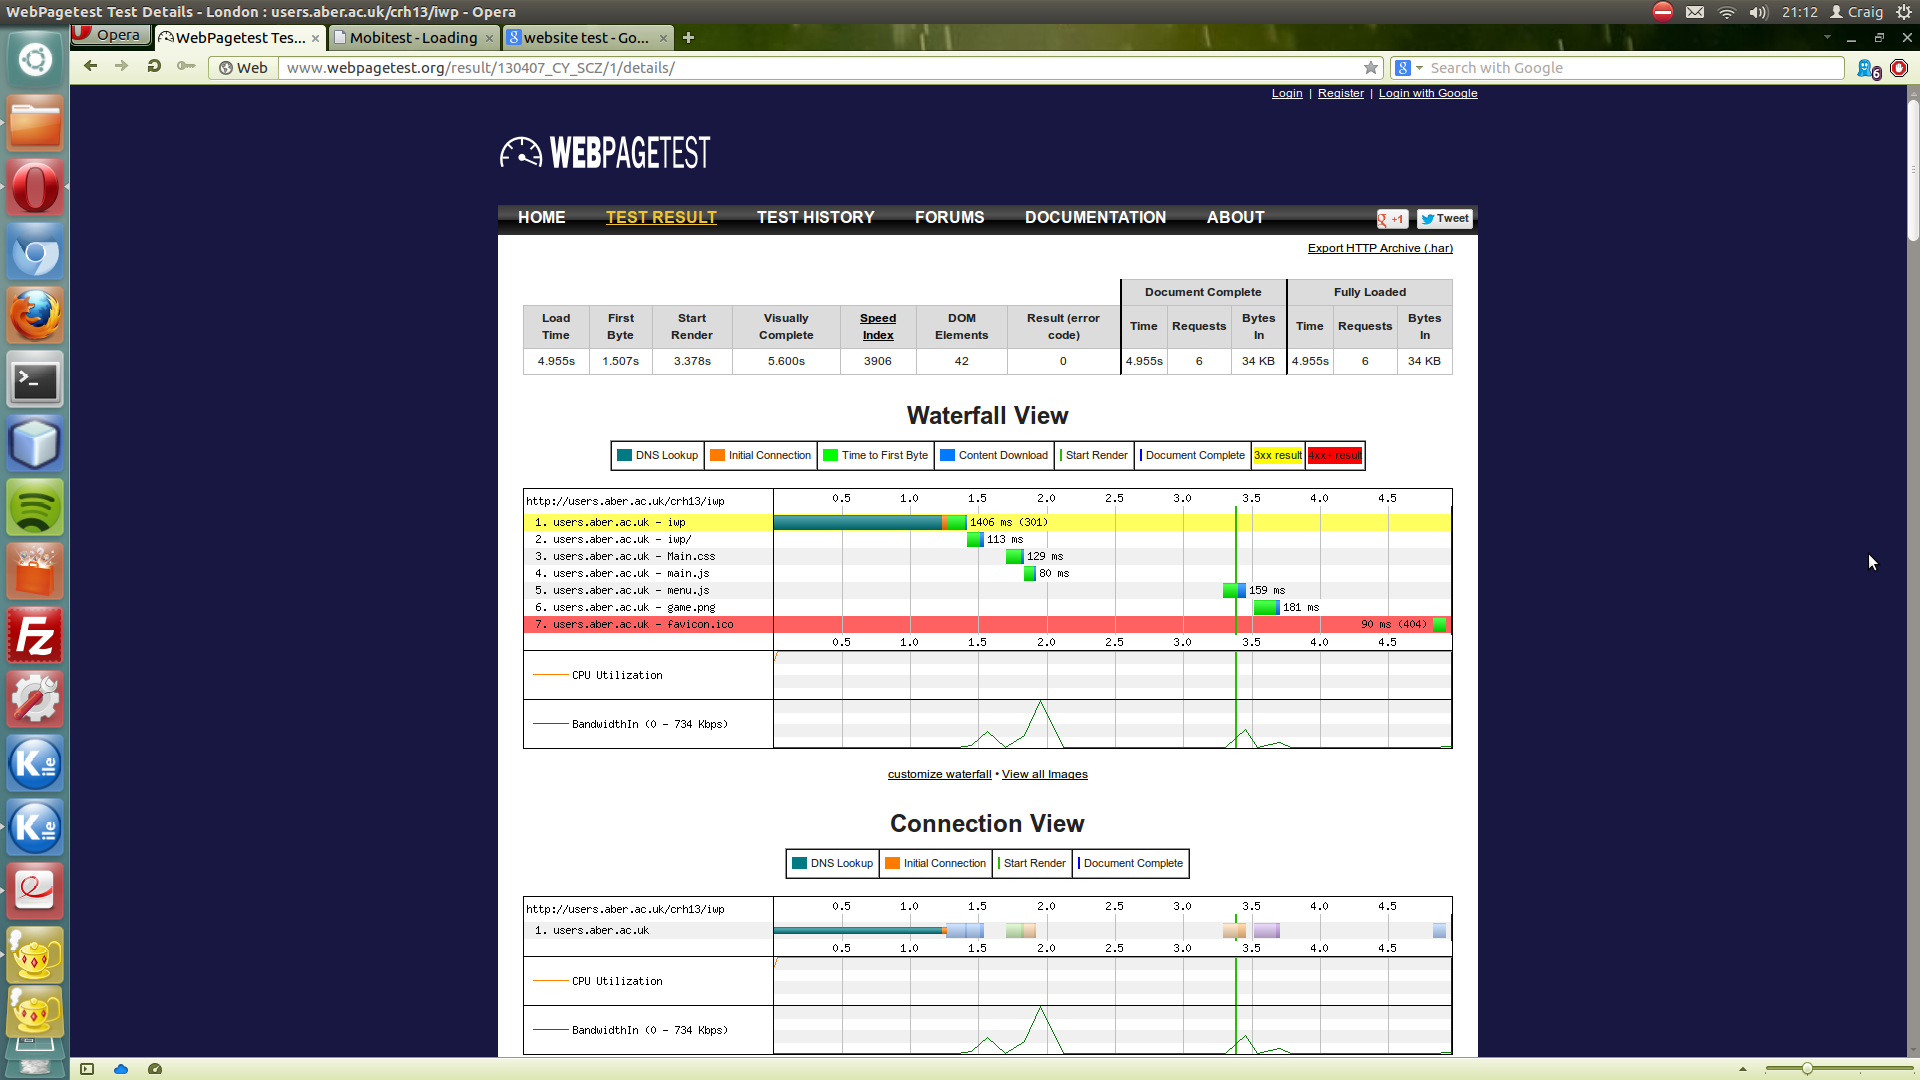 WebPagetest Test Details - London : users.aber.ac.uk/crh13/iwp - Opera
21:12 Craig
Opera
WebPagetest Tes...
Mobitest - Loading
website test - Go...
Web
www.webpagetest.org/result/130407_CY_SCZ/1/details/
Search with Google
6
Login | Register | Login with Google
WEBPAGETEST
HOME TEST RESULT TEST HISTORY FORUMS DOCUMENTATION ABOUT
+1
Tweet
Export HTTP Archive (.har)
Document Complete Fully Loaded
Load Time First Byte Start Render Visually Complete Speed Index DOM Elements Result (error code) Time Requests Bytes In Time Requests Bytes In
4.955s 1.507s 3.378s 5.600s 3906 42 0 4.955s 6 34 KB 4.955s 6 34 KB
Waterfall View
DNS Lookup Initial Connection Time to First Byte Content Download Start Render Document Complete 3xx result 4xx+ result
http://users.aber.ac.uk/crh13/iwp 0.5 1.0 1.5 2.0 2.5 3.0 3.5 4.0 4.5
1. users.aber.ac.uk - iwp 1406 ms (301)
2. users.aber.ac.uk - iwp/ 113 ms
3. users.aber.ac.uk - Main.css 129 ms
4. users.aber.ac.uk - main.js 80 ms
5. users.aber.ac.uk - menu.js 159 ms
6. users.aber.ac.uk - game.png 181 ms
7. users.aber.ac.uk - favicon.ico 90 ms (404)
0.5 1.0 1.5 2.0 2.5 3.0 3.5 4.0 4.5
CPU Utilization
BandwidthIn (0 - 734 Kbps)
customize waterfall • View all Images
Connection View
DNS Lookup Initial Connection Start Render Document Complete
http://users.aber.ac.uk/crh13/iwp 0.5 1.0 1.5 2.0 2.5 3.0 3.5 4.0 4.5
1. users.aber.ac.uk
0.5 1.0 1.5 2.0 2.5 3.0 3.5 4.0 4.5
CPU Utilization
BandwidthIn (0 - 734 Kbps)
Fz
Kile
Kile